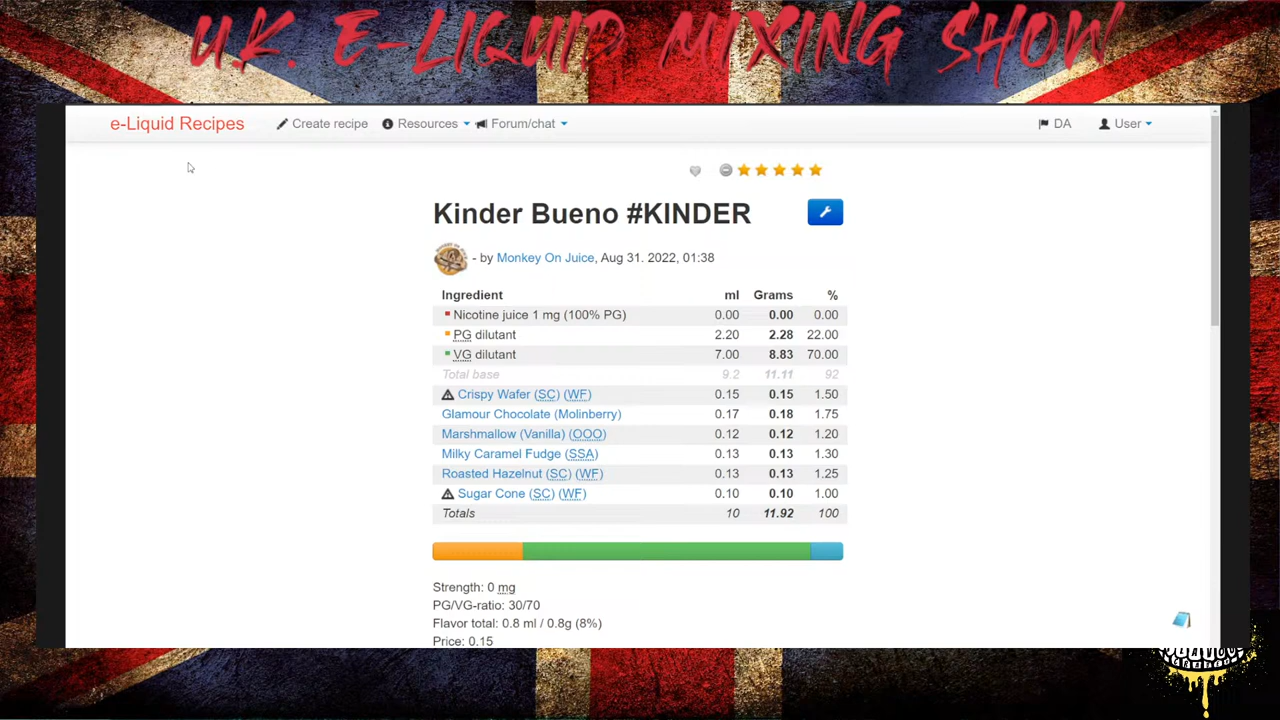 U.K. E-LIQUID MIXING SHOW
e-Liquid Recipes Create recipe Resources Forum/chat DA User
Kinder Bueno #KINDER
- by Monkey On Juice, Aug 31. 2022, 01:38
Ingredient ml Grams %
Nicotine juice 1 mg (100% PG) 0.00 0.00 0.00
PG dilutant 2.20 2.28 22.00
VG dilutant 7.00 8.83 70.00
Total base 9.2 11.11 92
Crispy Wafer (SC) (WF) 0.15 0.15 1.50
Glamour Chocolate (Molinberry) 0.17 0.18 1.75
Marshmallow (Vanilla) (OOO) 0.12 0.12 1.20
Milky Caramel Fudge (SSA) 0.13 0.13 1.30
Roasted Hazelnut (SC) (WF) 0.13 0.13 1.25
Sugar Cone (SC) (WF) 0.10 0.10 1.00
Totals 10 11.92 100
Strength: 0 mg
PG/VG-ratio: 30/70
Flavor total: 0.8 ml / 0.8g (8%)
Price: 0.15